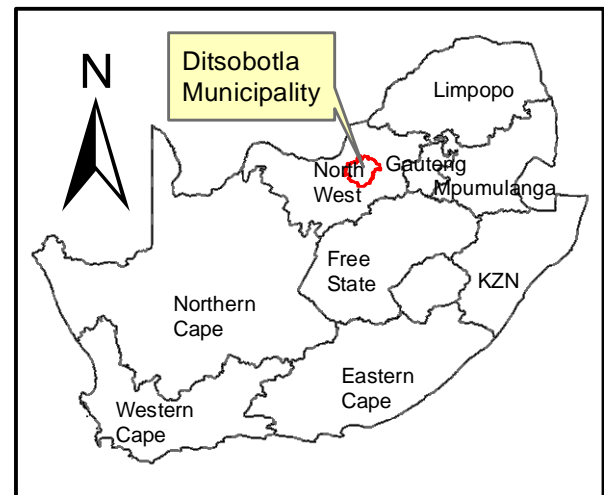 N
Ditsobotla
Municipality
Limpopo
North
West
Gauteng
Mpumulanga
Free
State
KZN
Northern
Cape
Eastern
Cape
Western
Cape